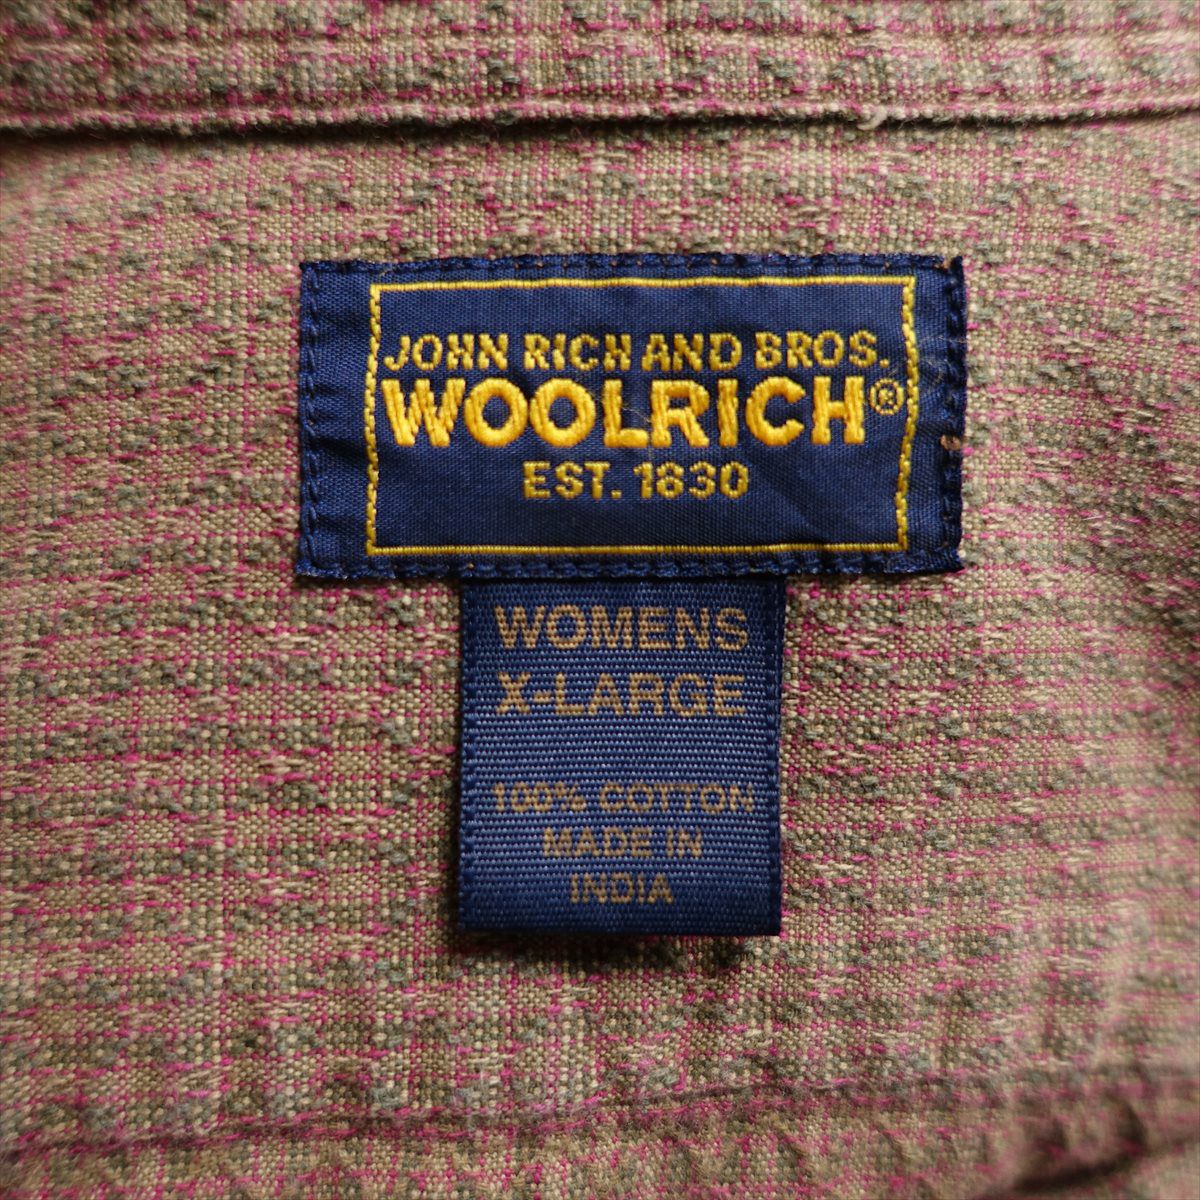 JOHN RICH AND BROS.
WOOLRICH®
EST. 1830
WOMENS
X-LARGE
100% COTTON
MADE IN
INDIA